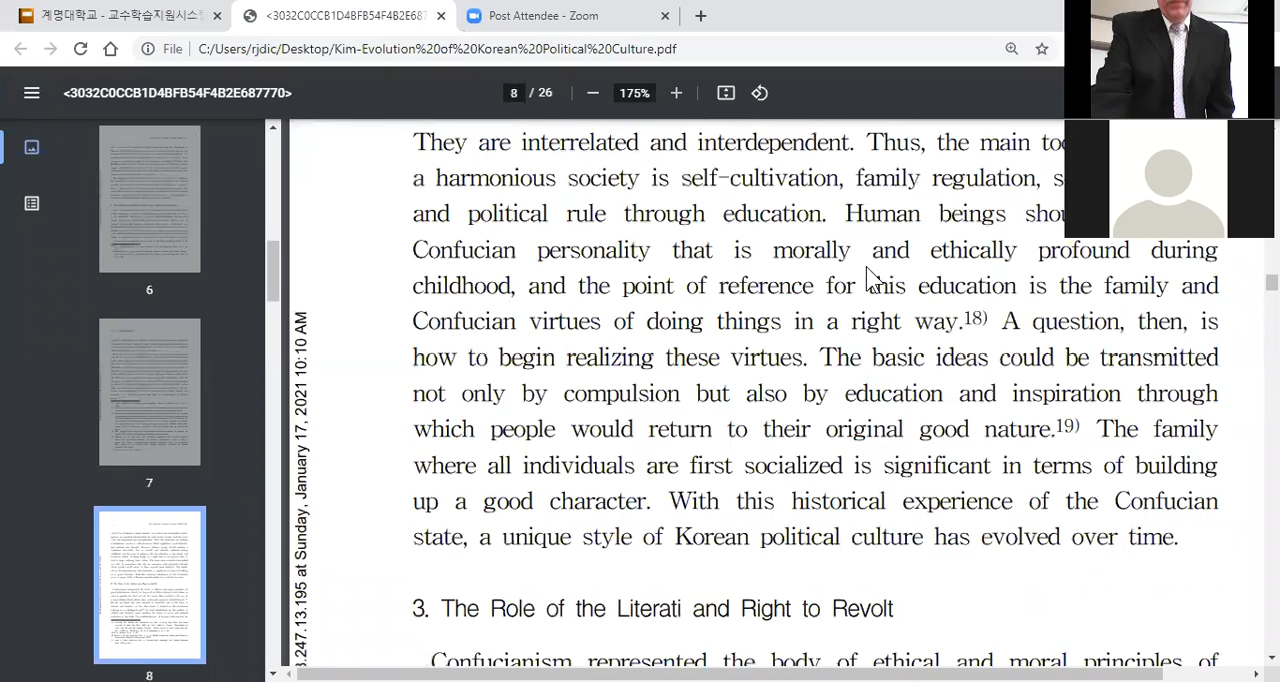 계명대학교 - 교수학습지원시스템
<3032C0CCB1D4BFB54F4B2E687770>
Post Attendee - Zoom
File
C:/Users/rjdic/Desktop/Kim-Evolution%20of%20Korean%20Political%20Culture.pdf
<3032C0CCB1D4BFB54F4B2E687770>
8 / 26
175%
6
7
8
8.247.13.195 at Sunday, January 17, 2021 10:10 AM
They are interrelated and interdependent. Thus, the main
a harmonious society is self-cultivation, family regulation,
and political rule through education. Human beings
Confucian personality that is morally and ethically profound during
childhood, and the point of reference for this education is the family and
Confucian virtues of doing things in a right way.18) A question, then, is
how to begin realizing these virtues. The basic ideas could be transmitted
not only by compulsion but also by education and inspiration through
which people would return to their original good nature.19) The family
where all individuals are first socialized is significant in terms of building
up a good character. With this historical experience of the Confucian
state, a unique style of Korean political culture has evolved over time.
3. The Role of the Literati and Right to Revolt
Confucianism represented the body of ethical and moral principles of